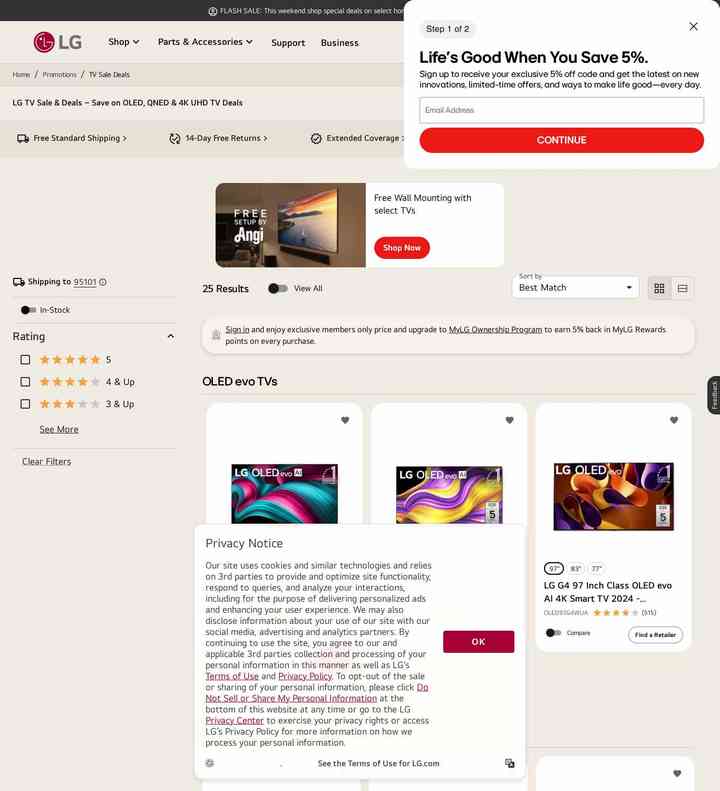 FLASH SALE: This weekend shop special deals on select hom
LG
Shop
Parts & Accessories
Support
Business
Home / Promotions / TV Sale Deals
LG TV Sale & Deals – Save on OLED, QNED & 4K UHD TV Deals
Free Standard Shipping >
14-Day Free Returns >
Extended Coverage >
Step 1 of 2
Life's Good When You Save 5%.
Sign up to receive your exclusive 5% off code and get the latest on new
innovations, limited-time offers, and ways to make life good—every day.
Email Address
CONTINUE
FREE
SETUP BY
Angi
Free Wall Mounting with
select TVs
Shop Now
Shipping to 95101
In-Stock
Rating
5
4 & Up
3 & Up
See More
Clear Filters
25 Results
View All
Sort by
Best Match
Sign in and enjoy exclusive members only price and upgrade to MyLG Ownership Program to earn 5% back in MyLG Rewards
points on every purchase.
OLED evo TVs
Feedback
LG OLED evo AI
LG OLED evo AI
5
LG OLED evo
5
97" 83" 77"
LG G4 97 Inch Class OLED evo
AI 4K Smart TV 2024 -...
OLED97G4WUA
(515)
Compare
Find a Retailer
Privacy Notice
Our site uses cookies and similar technologies and relies
on 3rd parties to provide and optimize site functionality,
respond to queries, and analyze your interactions,
including for the purpose of delivering personalized ads
and enhancing your user experience. We may also
disclose information about your use of our site with our
social media, advertising and analytics partners. By
continuing to use the site, you agree to our and
applicable 3rd parties collection and processing of your
personal information in this manner as well as LG's
Terms of Use and Privacy Policy. To opt-out of the sale
or sharing of your personal information, please click Do
Not Sell or Share My Personal Information at the
bottom of this website at any time or go to the LG
Privacy Center to exercise your privacy rights or access
LG's Privacy Policy for more information on how we
process your personal information.
OK
See the Terms of Use for LG.com